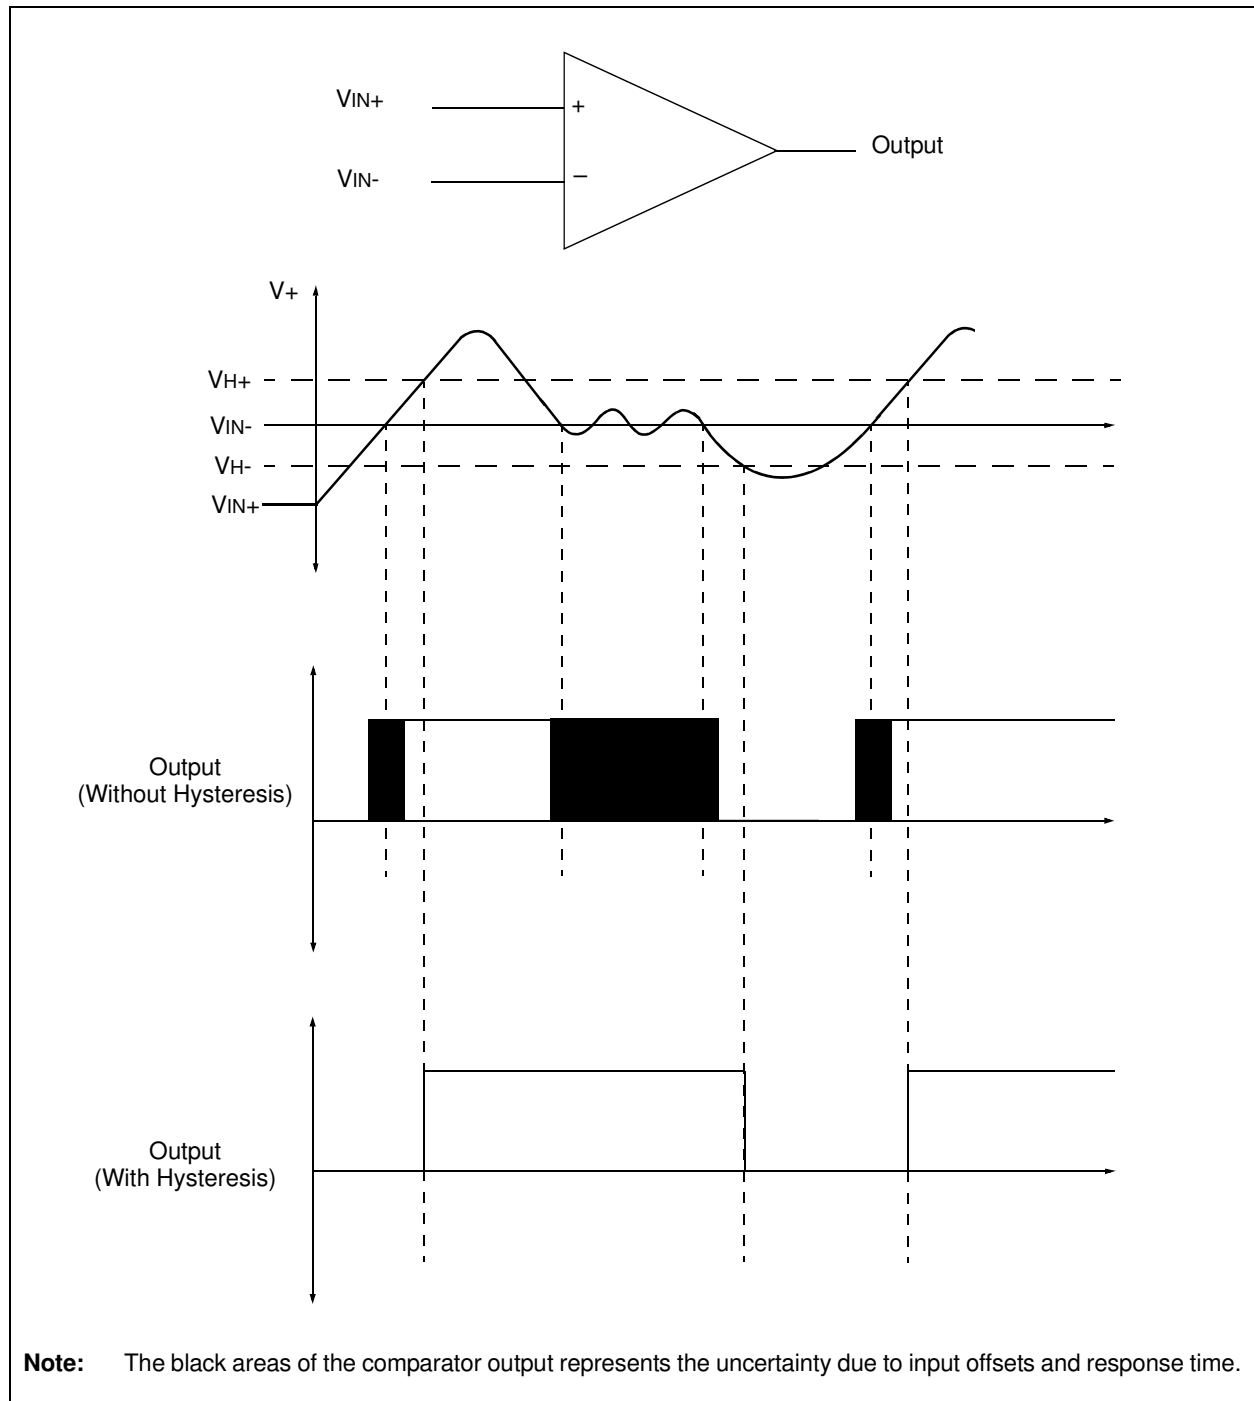 VIN+
+
Output
VIN-
–
V+
VH+
VIN-
VH-
VIN+
Output
(Without Hysteresis)
Output
(With Hysteresis)
Note: The black areas of the comparator output represents the uncertainty due to input offsets and response time.